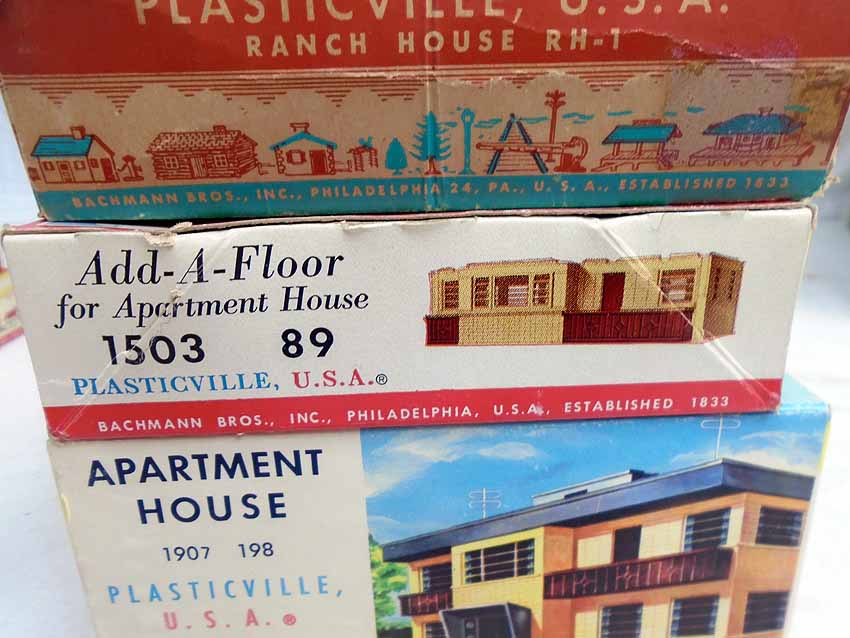 PLASTICVILLE, U.S.A.
RANCH HOUSE RH-1
BACHMANN BROS., INC., PHILADELPHIA 24, PA., U. S. A., ESTABLISHED 1833
Add-A-Floor
for Apartment House
1503 89
PLASTICVILLE, U.S.A.®
BACHMANN BROS., INC., PHILADELPHIA, U.S.A., ESTABLISHED 1833
APARTMENT
HOUSE
1907 198
PLASTICVILLE,
U.S.A.®